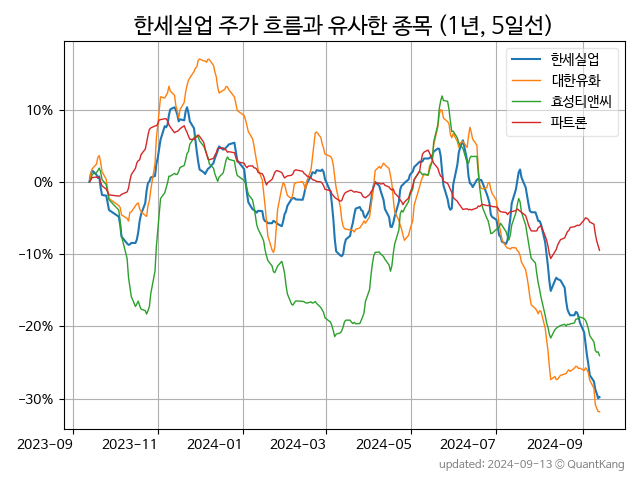 한세실업 주가 흐름과 유사한 종목 (1년, 5일선)
한세실업
대한유화
효성티앤씨
파트론
10%
0%
−10%
−20%
−30%
2023-09 2023-11 2024-01 2024-03 2024-05 2024-07 2024-09
updated: 2024-09-13 © QuantKang